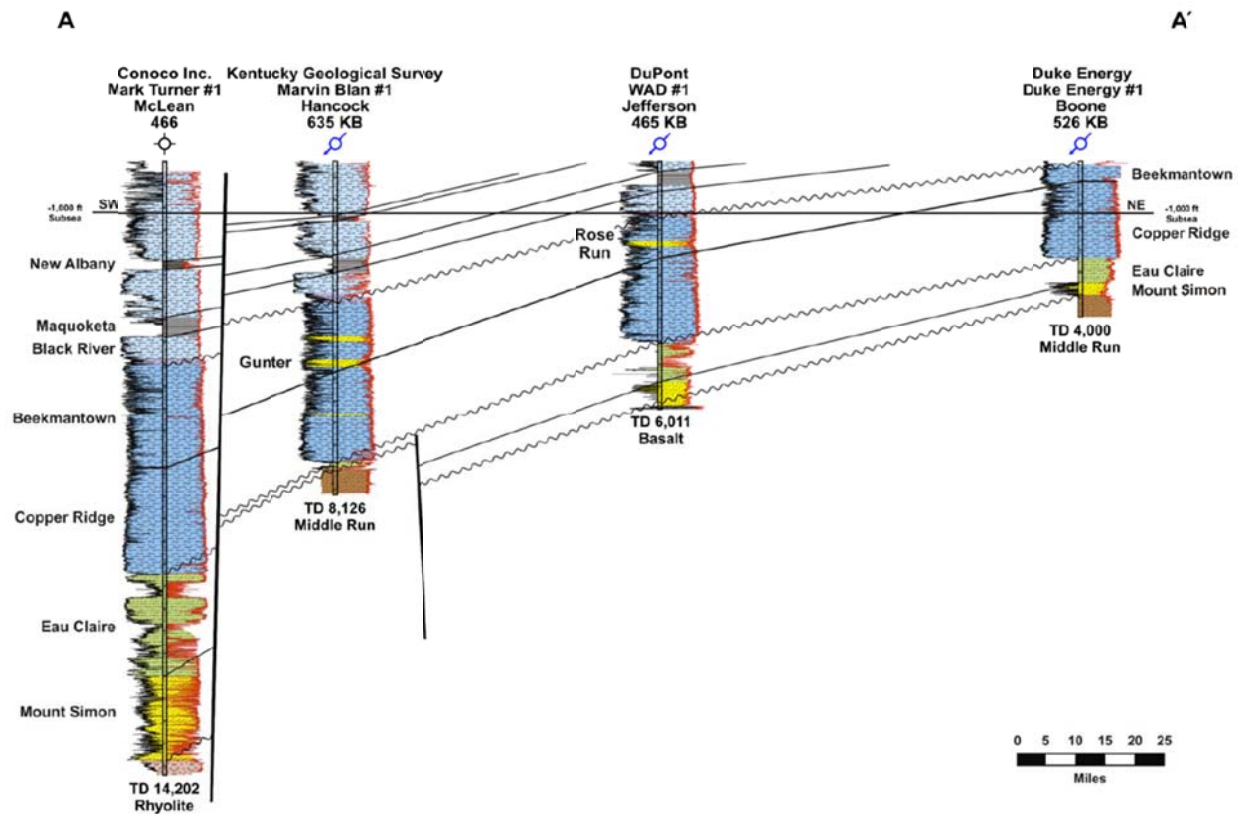 A
A′
Conoco Inc.
Mark Turner #1
McLean
466
Kentucky Geological Survey
Marvin Blan #1
Hancock
635 KB
DuPont
WAD #1
Jefferson
465 KB
Duke Energy
Duke Energy #1
Boone
526 KB
Beekmantown
-1,000 ft
Subsea
SW
NE
-1,000 ft
Subsea
Copper Ridge
Rose
Run
New Albany
Eau Claire
Mount Simon
Maquoketa
Black River
Gunter
TD 4,000
Middle Run
Beekmantown
TD 6,011
Basalt
Copper Ridge
TD 8,126
Middle Run
Eau Claire
Mount Simon
0 5 10 15 20 25
Miles
TD 14,202
Rhyolite